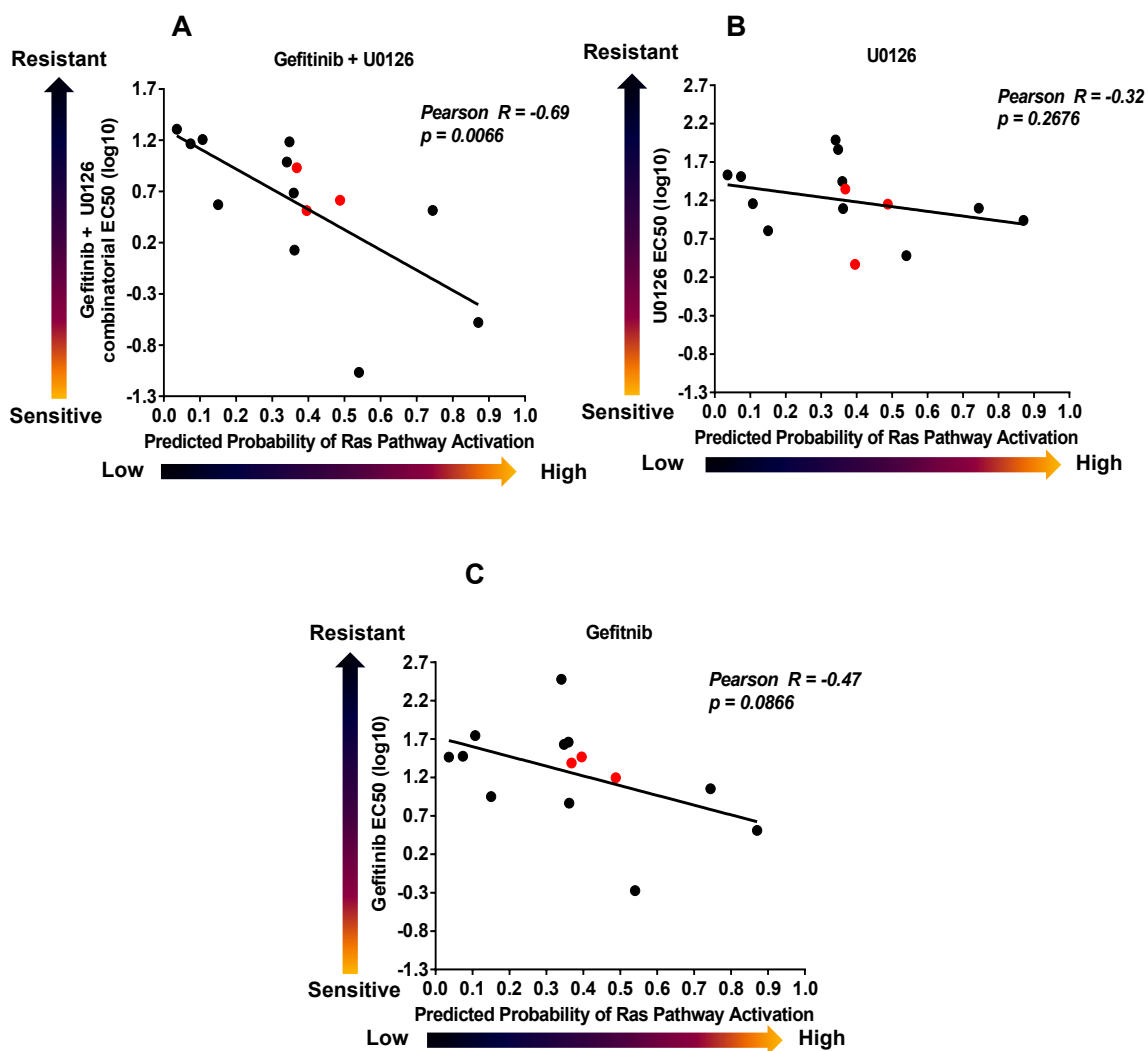 A
Resistant
Gefitinib + U0126
Gefitinib + U0126
combinatorial EC50 (log10)
1.7
1.2
0.7
0.2
-0.3
-0.8
-1.3
Pearson R = -0.69
p = 0.0066
Sensitive
0.0 0.1 0.2 0.3 0.4 0.5 0.6 0.7 0.8 0.9 1.0
Predicted Probability of Ras Pathway Activation
Low High
B
Resistant
U0126
U0126 EC50 (log10)
2.7
2.2
1.7
1.2
0.7
0.2
-0.3
-0.8
-1.3
Pearson R = -0.32
p = 0.2676
Sensitive
0.0 0.1 0.2 0.3 0.4 0.5 0.6 0.7 0.8 0.9 1.0
Predicted Probability of Ras Pathway Activation
Low High
C
Resistant
Gefitnib
Gefitinib EC50 (log10)
2.7
2.2
1.7
1.2
0.7
0.2
-0.3
-0.8
-1.3
Pearson R = -0.47
p = 0.0866
Sensitive
0.0 0.1 0.2 0.3 0.4 0.5 0.6 0.7 0.8 0.9 1.0
Predicted Probability of Ras Pathway Activation
Low High